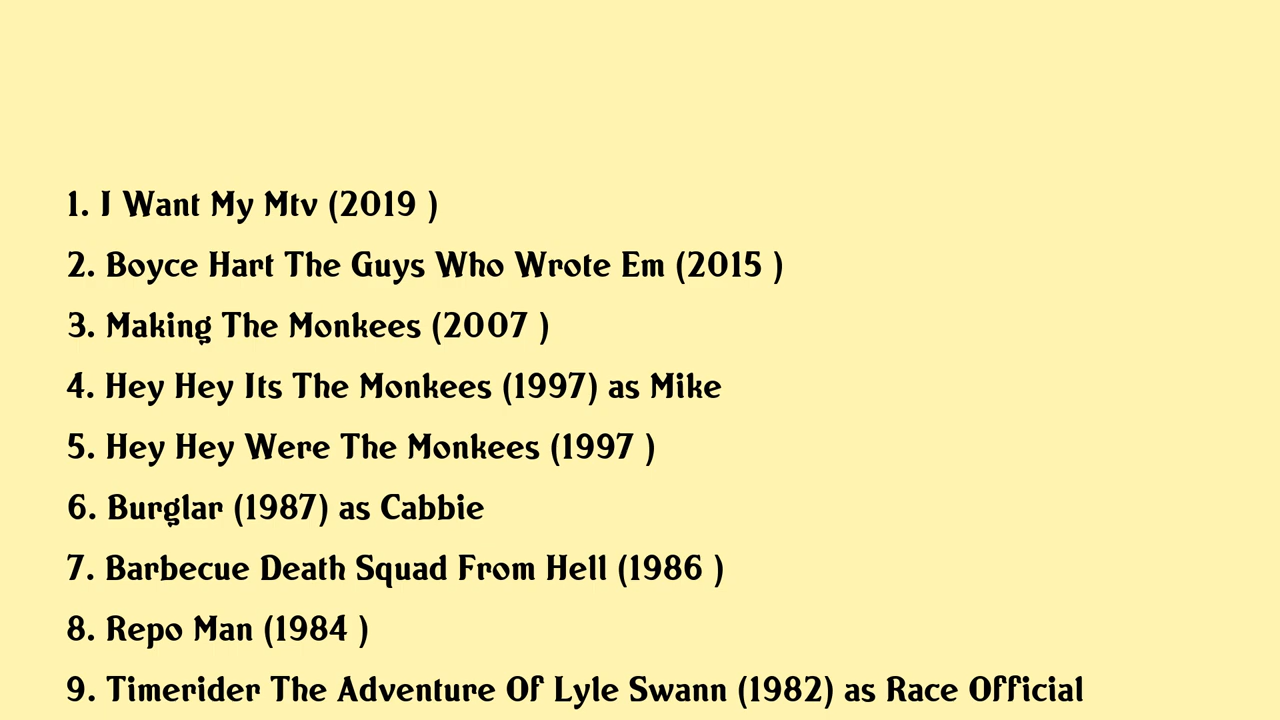 1. I Want My Mtv (2019 )
2. Boyce Hart The Guys Who Wrote Em (2015 )
3. Making The Monkees (2007 )
4. Hey Hey Its The Monkees (1997) as Mike
5. Hey Hey Were The Monkees (1997 )
6. Burglar (1987) as Cabbie
7. Barbecue Death Squad From Hell (1986 )
8. Repo Man (1984 )
9. Timerider The Adventure Of Lyle Swann (1982) as Race Official